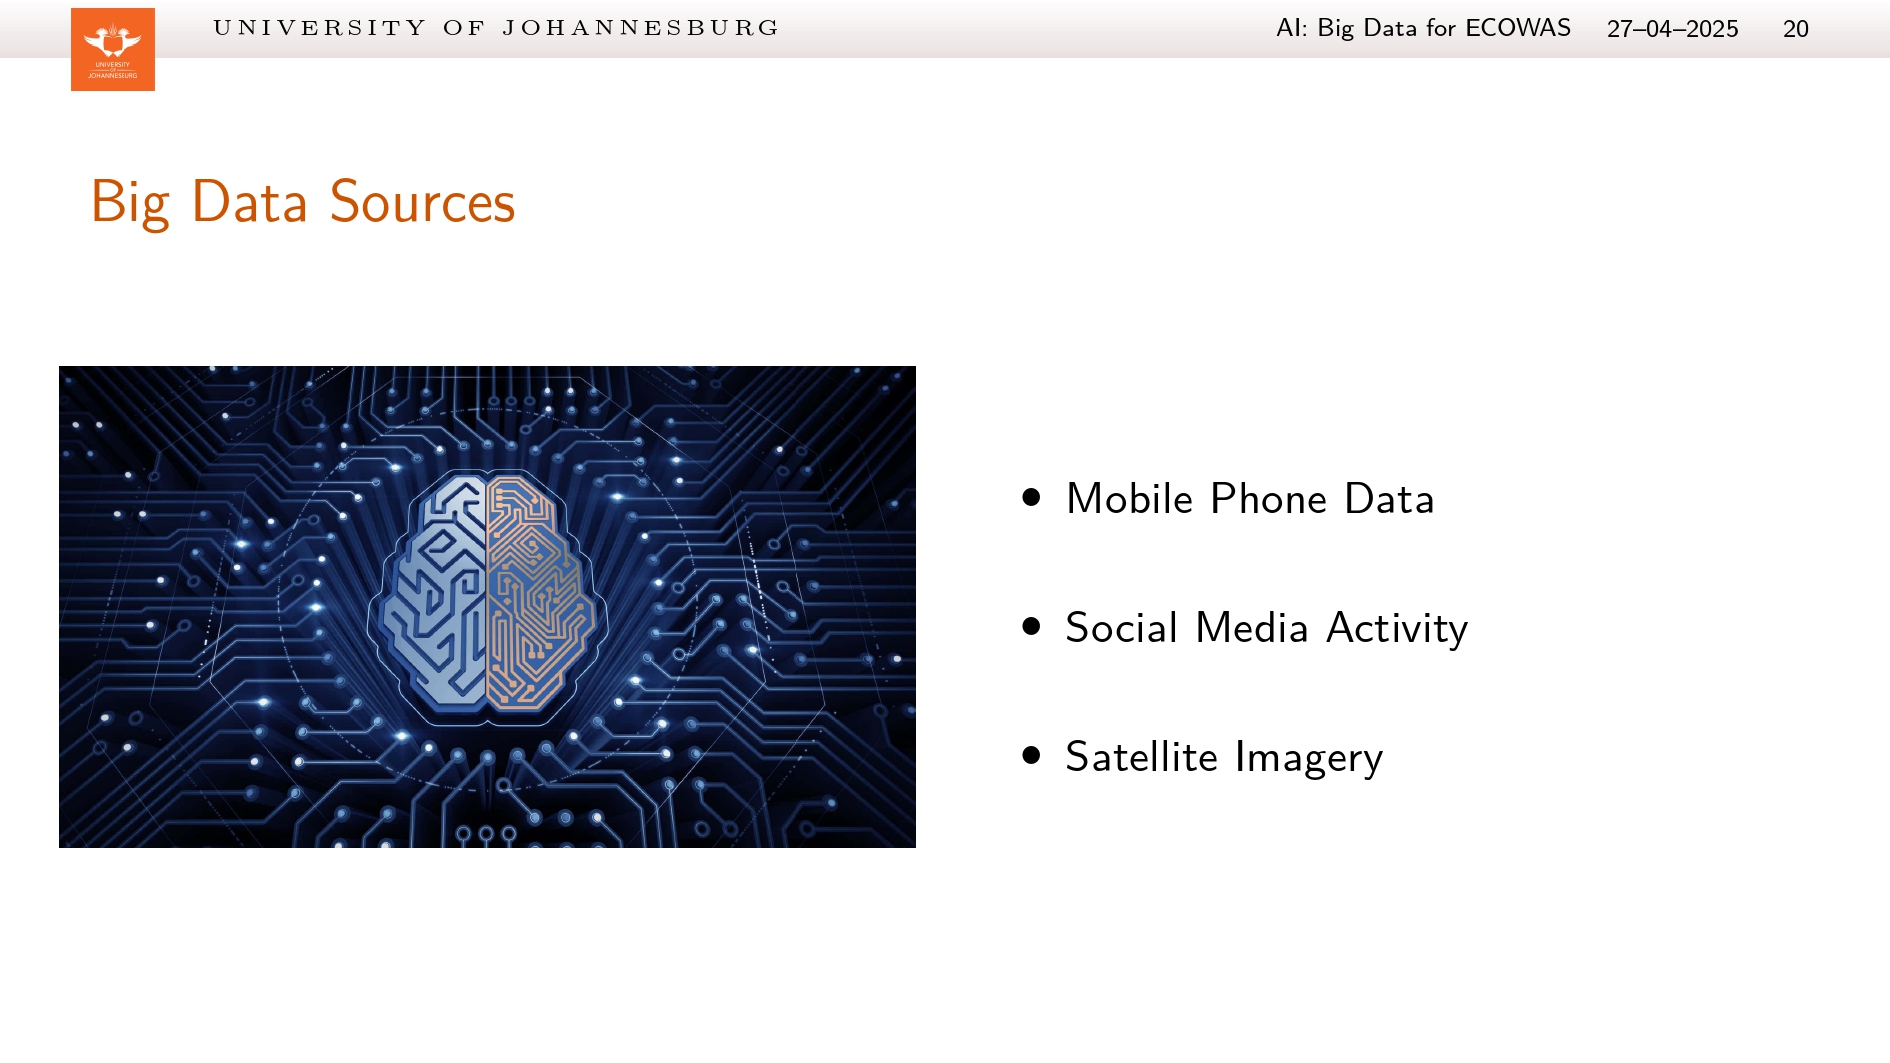 UNIVERSITY OF JOHANNESBURG
AI: Big Data for ECOWAS 27–04–2025 20
UNIVERSITY
OF
JOHANNESBURG
Big Data Sources
• Mobile Phone Data
• Social Media Activity
• Satellite Imagery